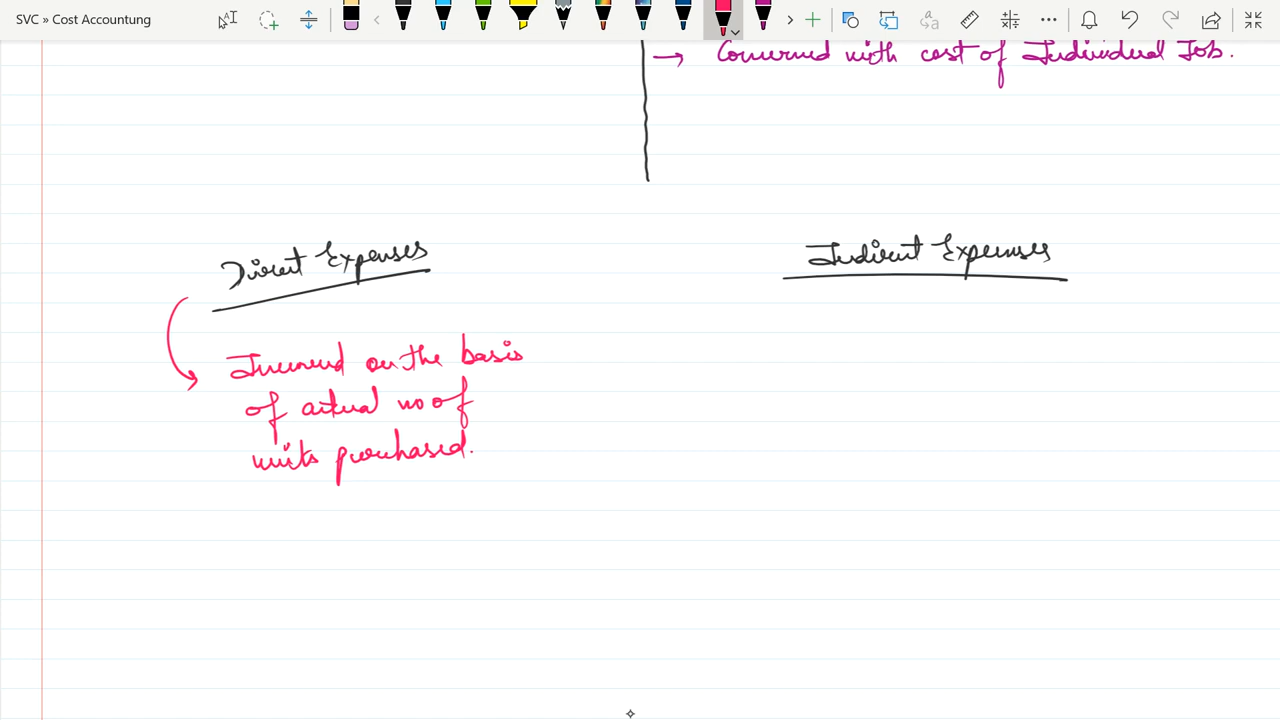 SVC » Cost Accountung
→ Concerned with cost of Individual Job.
Direct Expenses
Indirect Expenses
Incurred on the basis
of actual no of
units purchased.